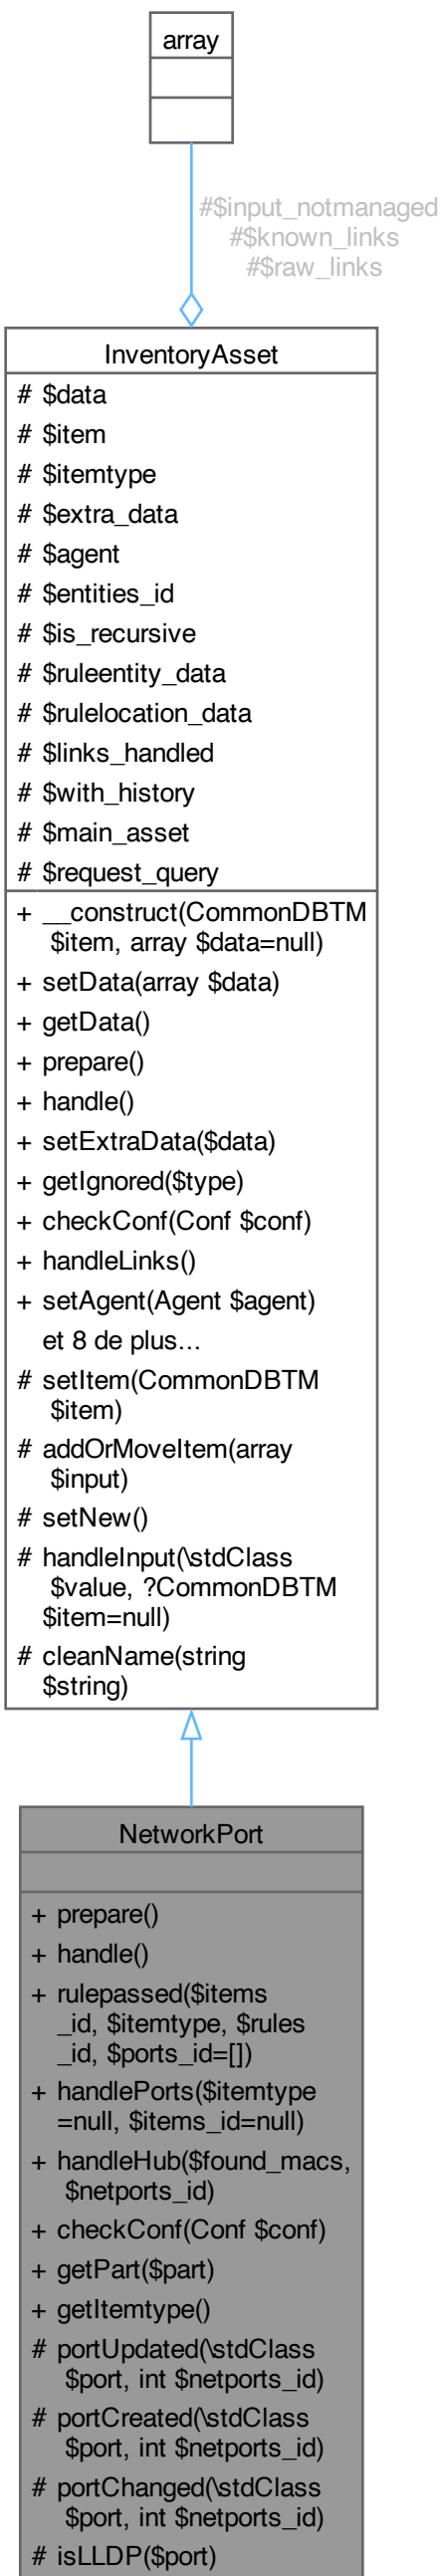 array
#$input_notmanaged
#$known_links
#$raw_links
InventoryAsset
# $data
# $item
# $itemtype
# $extra_data
# $agent
# $entities_id
# $is_recursive
# $ruleentity_data
# $rulelocation_data
# $links_handled
# $with_history
# $main_asset
# $request_query
+ __construct(CommonDBTM
$item, array $data=null)
+ setData(array $data)
+ getData()
+ prepare()
+ handle()
+ setExtraData($data)
+ getIgnored($type)
+ checkConf(Conf $conf)
+ handleLinks()
+ setAgent(Agent $agent)
et 8 de plus...
# setItem(CommonDBTM
$item)
# addOrMoveItem(array
$input)
# setNew()
# handleInput(\stdClass
$value, ?CommonDBTM
$item=null)
# cleanName(string
$string)
NetworkPort
+ prepare()
+ handle()
+ rulepassed($items
_id, $itemtype, $rules
_id, $ports_id=[])
+ handlePorts($itemtype
=null, $items_id=null)
+ handleHub($found_macs,
$netports_id)
+ checkConf(Conf $conf)
+ getPart($part)
+ getItemtype()
# portUpdated(\stdClass
$port, int $netports_id)
# portCreated(\stdClass
$port, int $netports_id)
# portChanged(\stdClass
$port, int $netports_id)
# isLLDP($port)